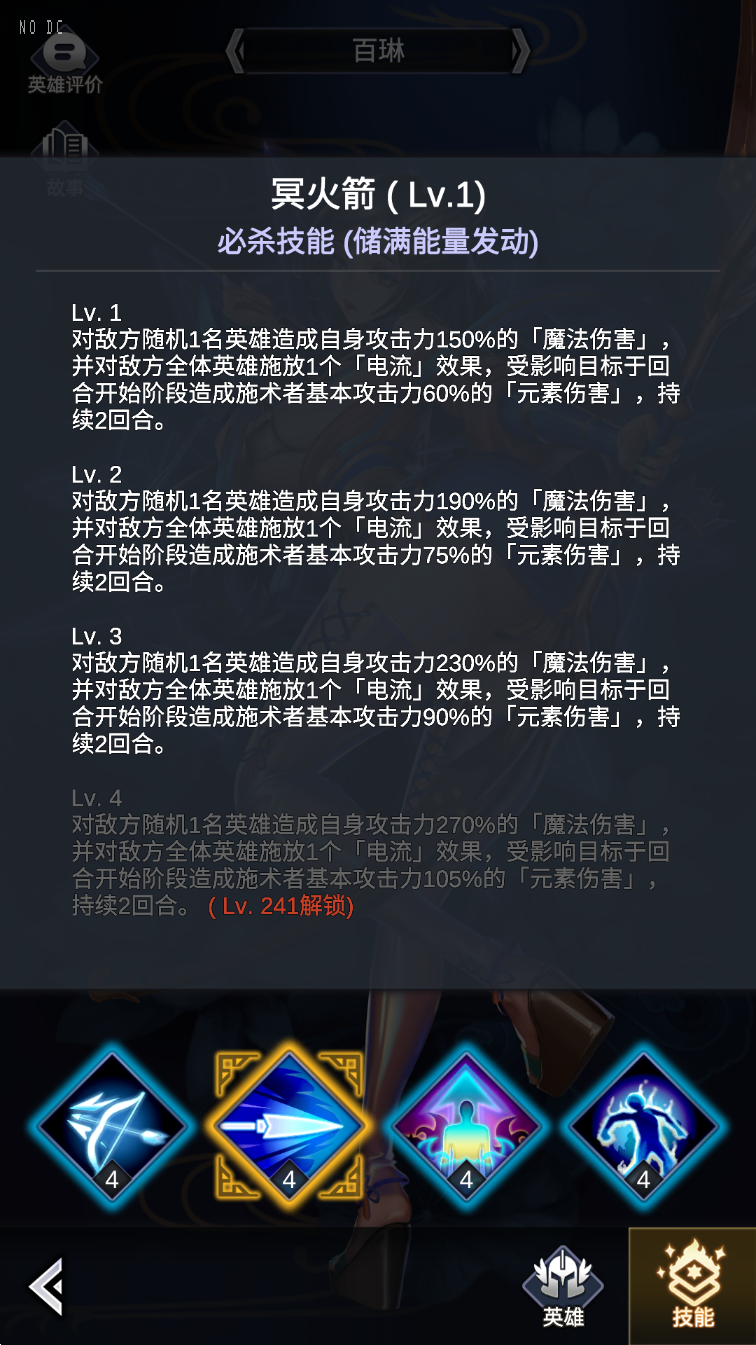 NO DC
百琳
英雄评价
故事
冥火箭 ( Lv.1)
必杀技能 (储满能量发动)
Lv. 1
对敌方随机1名英雄造成自身攻击力150%的「魔法伤害」，
并对敌方全体英雄施放1个「电流」效果，受影响目标于回
合开始阶段造成施术者基本攻击力60%的「元素伤害」，持
续2回合。
Lv. 2
对敌方随机1名英雄造成自身攻击力190%的「魔法伤害」，
并对敌方全体英雄施放1个「电流」效果，受影响目标于回
合开始阶段造成施术者基本攻击力75%的「元素伤害」，持
续2回合。
Lv. 3
对敌方随机1名英雄造成自身攻击力230%的「魔法伤害」，
并对敌方全体英雄施放1个「电流」效果，受影响目标于回
合开始阶段造成施术者基本攻击力90%的「元素伤害」，持
续2回合。
Lv. 4
对敌方随机1名英雄造成自身攻击力270%的「魔法伤害」，
并对敌方全体英雄施放1个「电流」效果，受影响目标于回
合开始阶段造成施术者基本攻击力105%的「元素伤害」，
持续2回合。 ( Lv. 241解锁)
4 4 4 4
英雄 技能